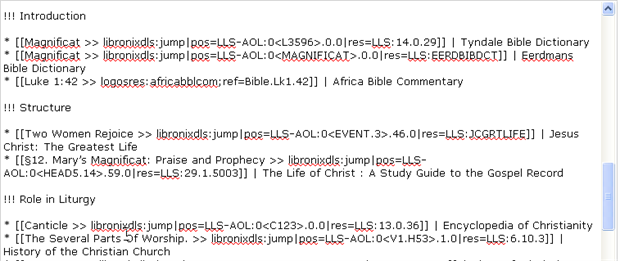 !!! Introduction
* [[Magnificat >> libronixdls:jump|pos=LLS-AOL:0<L3596>.0.0|res=LLS:14.0.29]] | Tyndale Bible Dictionary
* [[Magnificat >> libronixdls:jump|pos=LLS-AOL:0<MAGNIFICAT>.0.0|res=LLS:EERDBIBDCT]] | Eerdmans
Bible Dictionary
* [[Luke 1:42 >> logosres:africabblcom;ref=Bible.Lk1.42]] | Africa Bible Commentary
!!! Structure
* [[Two Women Rejoice >> libronixdls:jump|pos=LLS-AOL:0<EVENT.3>.46.0|res=LLS:JCGRTLIFE]] | Jesus
Christ: The Greatest Life
* [[§12. Mary’s Magnificat: Praise and Prophecy >> libronixdls:jump|pos=LLS-
AOL:0<HEAD5.14>.59.0|res=LLS:29.1.5003]] | The Life of Christ : A Study Guide to the Gospel Record
!!! Role in Liturgy
* [[Canticle >> libronixdls:jump|pos=LLS-AOL:0<C123>.0.0|res=LLS:13.0.36]] | Encyclopedia of Christianity
* [[The Several Parts Of Worship. >> libronixdls:jump|pos=LLS-AOL:0<V1.H53>.1.0|res=LLS:6.10.3]] |
History of the Christian Church